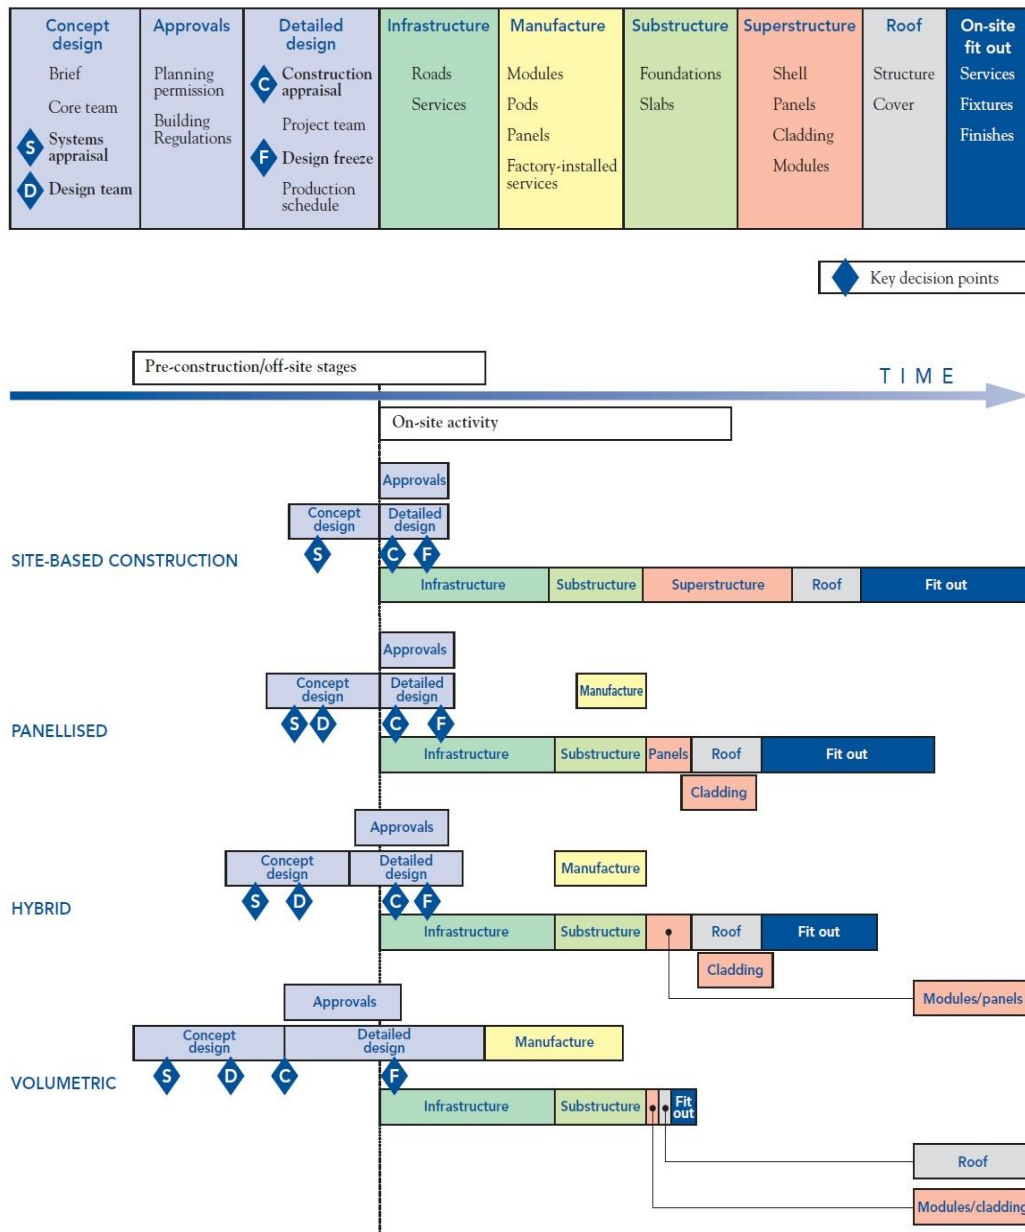 Concept
design
Brief
Core team
S Systems
appraisal
D Design team
Approvals
Planning
permission
Building
Regulations
Detailed
design
C Construction
appraisal
Project team
F Design freeze
Production
schedule
Infrastructure
Roads
Services
Manufacture
Modules
Pods
Panels
Factory-installed
services
Substructure
Foundations
Slabs
Superstructure
Shell
Panels
Cladding
Modules
Roof
Structure
Cover
On-site
fit out
Services
Fixtures
Finishes
Key decision points
Pre-construction/off-site stages
TIME
On-site activity
Approvals
Concept
design
Detailed
design
S
C
F
SITE-BASED CONSTRUCTION
Infrastructure
Substructure
Superstructure
Roof
Fit out
Approvals
Concept
design
Detailed
design
Manufacture
S
D
C
F
PANELLISED
Infrastructure
Substructure
Panels
Roof
Fit out
Cladding
Approvals
Concept
design
Detailed
design
Manufacture
S
D
C
F
HYBRID
Infrastructure
Substructure
Roof
Fit out
Cladding
Modules/panels
Approvals
Concept
design
Detailed
design
Manufacture
S
D
C
F
VOLUMETRIC
Infrastructure
Substructure
Fit
out
Roof
Modules/cladding